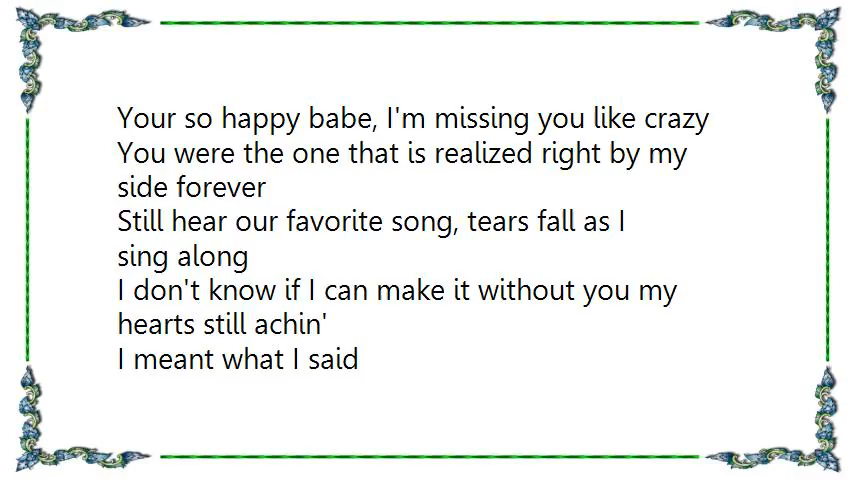 Your so happy babe, I'm missing you like crazy
You were the one that is realized right by my
side forever
Still hear our favorite song, tears fall as I
sing along
I don't know if I can make it without you my
hearts still achin'
I meant what I said